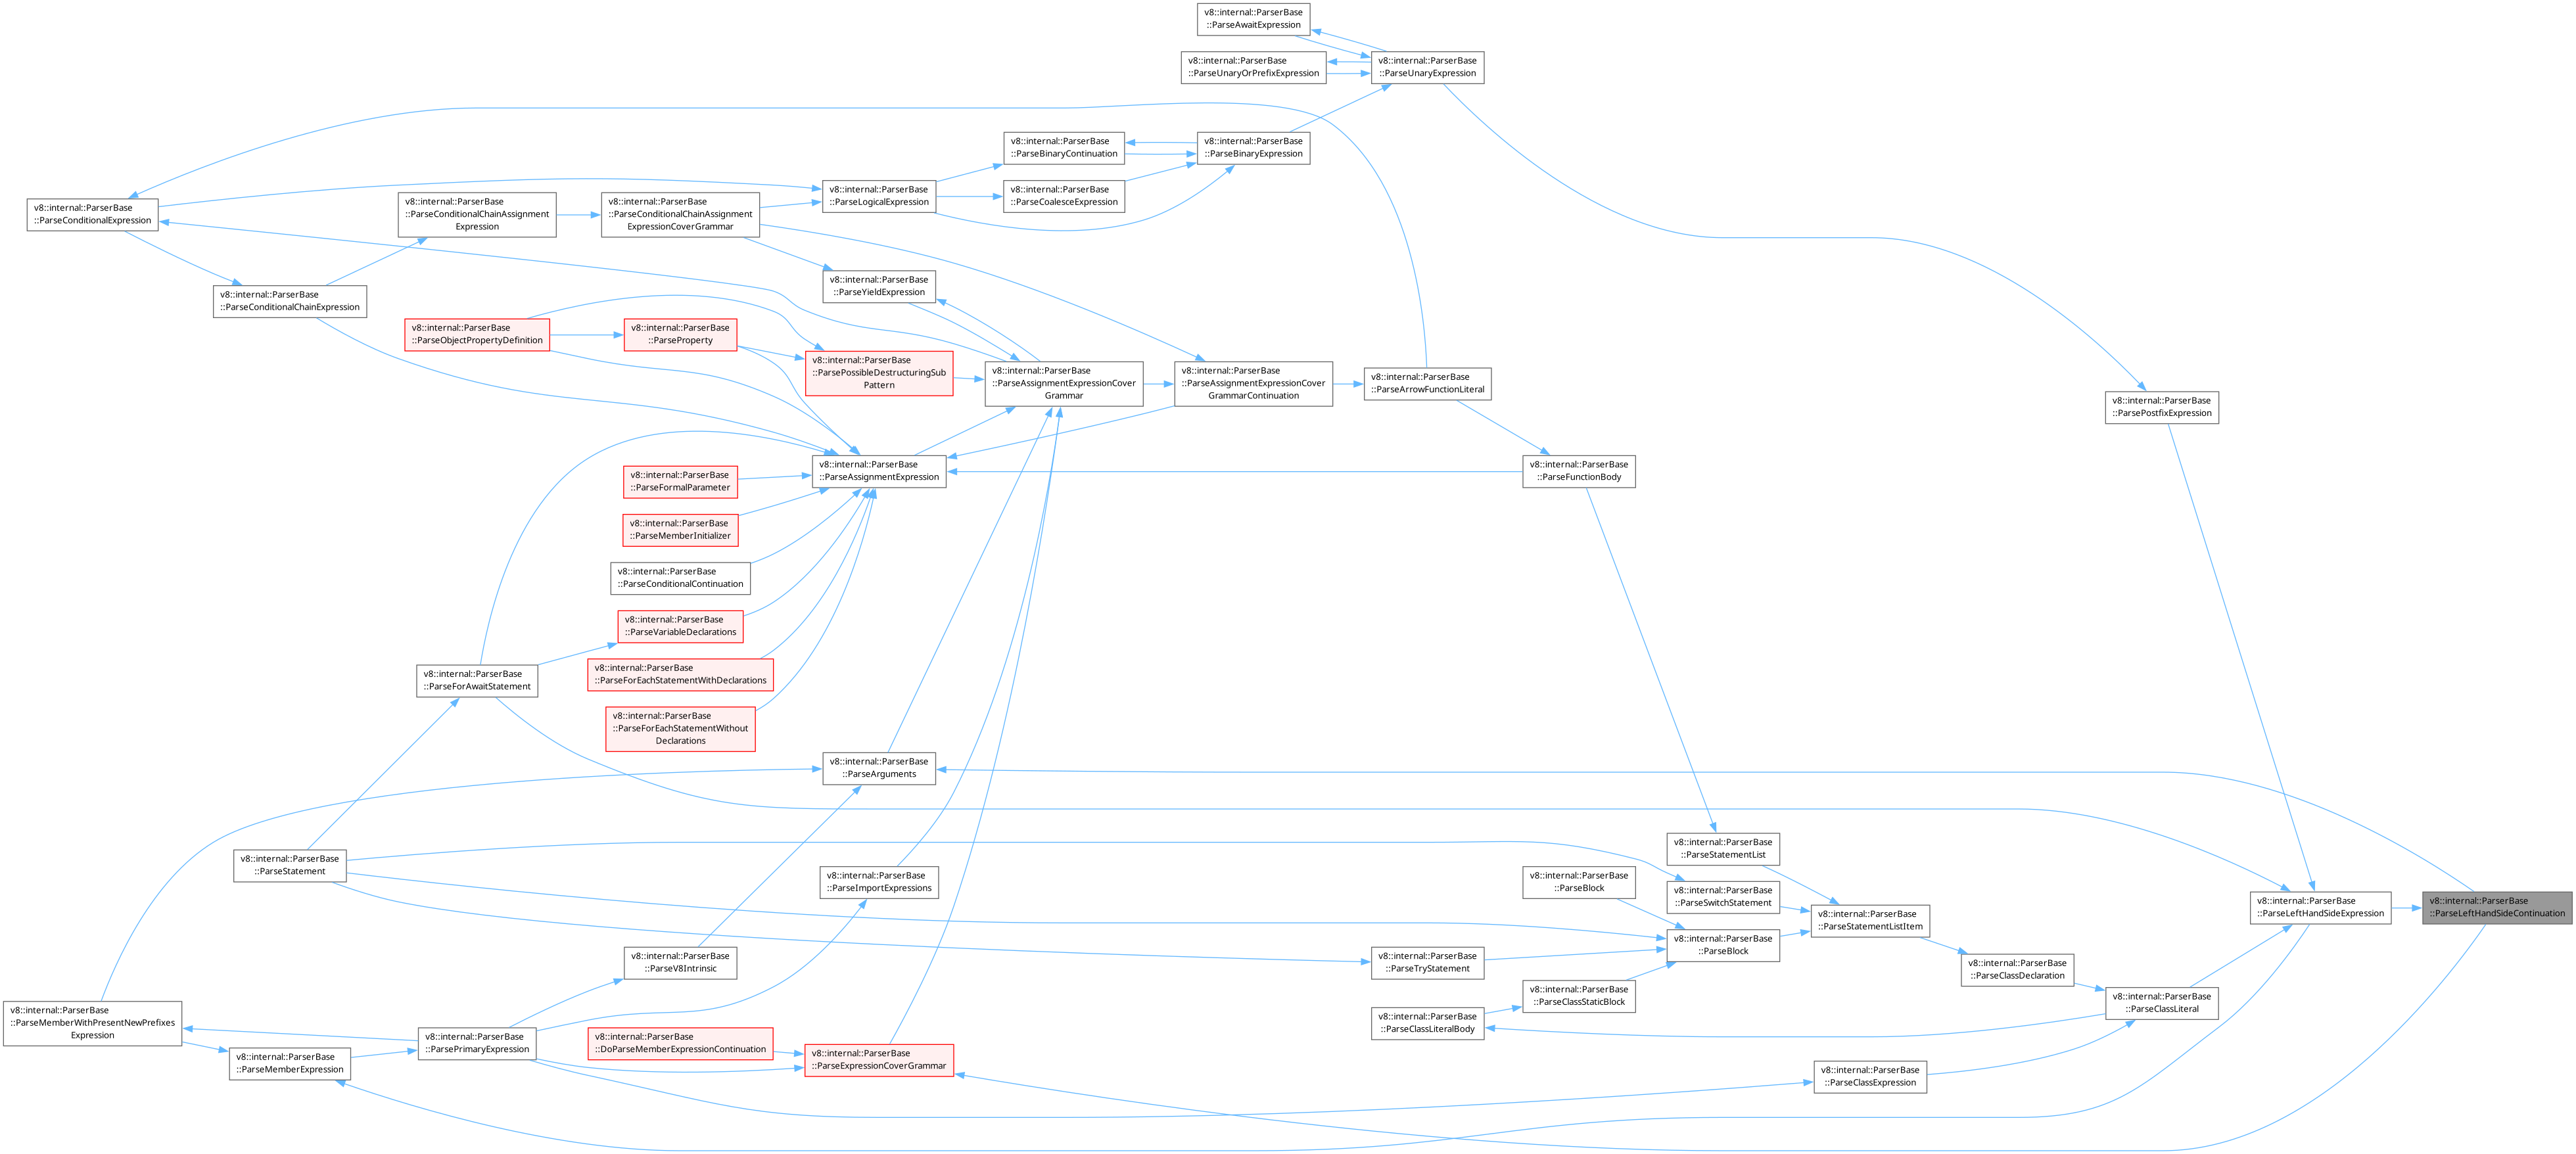 v8::internal::ParserBase
::ParseAwaitExpression
v8::internal::ParserBase
::ParseUnaryOrPrefixExpression
v8::internal::ParserBase
::ParseUnaryExpression
v8::internal::ParserBase
::ParseBinaryContinuation
v8::internal::ParserBase
::ParseBinaryExpression
v8::internal::ParserBase
::ParseConditionalExpression
v8::internal::ParserBase
::ParseConditionalChainAssignment
Expression
v8::internal::ParserBase
::ParseConditionalChainAssignment
ExpressionCoverGrammar
v8::internal::ParserBase
::ParseLogicalExpression
v8::internal::ParserBase
::ParseCoalesceExpression
v8::internal::ParserBase
::ParseConditionalChainExpression
v8::internal::ParserBase
::ParseYieldExpression
v8::internal::ParserBase
::ParseObjectPropertyDefinition
v8::internal::ParserBase
::ParseProperty
v8::internal::ParserBase
::ParsePossibleDestructuringSub
Pattern
v8::internal::ParserBase
::ParseAssignmentExpressionCover
Grammar
v8::internal::ParserBase
::ParseAssignmentExpressionCover
GrammarContinuation
v8::internal::ParserBase
::ParseArrowFunctionLiteral
v8::internal::ParserBase
::ParsePostfixExpression
v8::internal::ParserBase
::ParseFormalParameter
v8::internal::ParserBase
::ParseAssignmentExpression
v8::internal::ParserBase
::ParseFunctionBody
v8::internal::ParserBase
::ParseMemberInitializer
v8::internal::ParserBase
::ParseConditionalContinuation
v8::internal::ParserBase
::ParseVariableDeclarations
v8::internal::ParserBase
::ParseForAwaitStatement
v8::internal::ParserBase
::ParseForEachStatementWithDeclarations
v8::internal::ParserBase
::ParseForEachStatementWithout
Declarations
v8::internal::ParserBase
::ParseArguments
v8::internal::ParserBase
::ParseStatement
v8::internal::ParserBase
::ParseImportExpressions
v8::internal::ParserBase
::ParseBlock
v8::internal::ParserBase
::ParseStatementList
v8::internal::ParserBase
::ParseSwitchStatement
v8::internal::ParserBase
::ParseStatementListItem
v8::internal::ParserBase
::ParseLeftHandSideExpression
v8::internal::ParserBase
::ParseLeftHandSideContinuation
v8::internal::ParserBase
::ParseV8Intrinsic
v8::internal::ParserBase
::ParseTryStatement
v8::internal::ParserBase
::ParseBlock
v8::internal::ParserBase
::ParseClassDeclaration
v8::internal::ParserBase
::ParseClassStaticBlock
v8::internal::ParserBase
::ParseClassLiteral
v8::internal::ParserBase
::ParseMemberWithPresentNewPrefixes
Expression
v8::internal::ParserBase
::ParseClassLiteralBody
v8::internal::ParserBase
::ParsePrimaryExpression
v8::internal::ParserBase
::DoParseMemberExpressionContinuation
v8::internal::ParserBase
::ParseMemberExpression
v8::internal::ParserBase
::ParseExpressionCoverGrammar
v8::internal::ParserBase
::ParseClassExpression